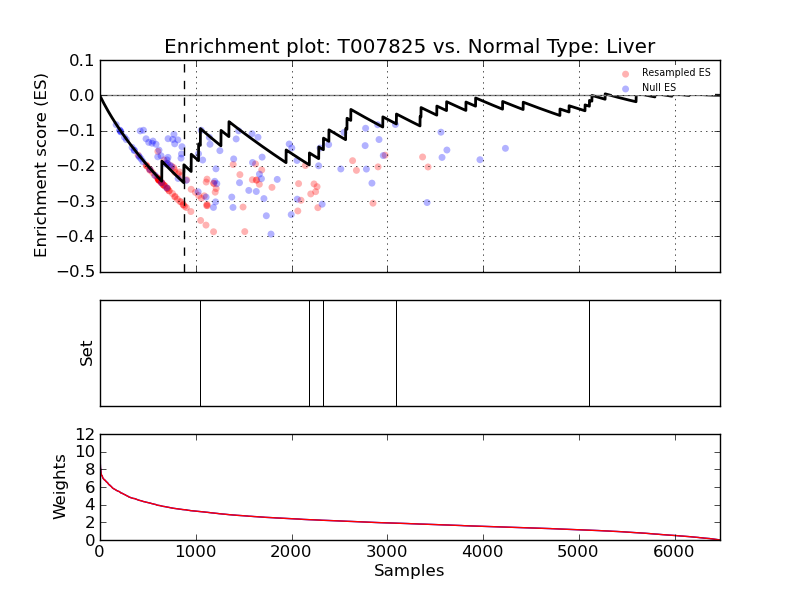 Enrichment plot: T007825 vs. Normal Type: Liver
0.1
0.0
−0.1
−0.2
−0.3
−0.4
−0.5
Enrichment score (ES)
Resampled ES
Null ES
Set
12
10
8
6
4
2
0
Weights
0 1000 2000 3000 4000 5000 6000
Samples